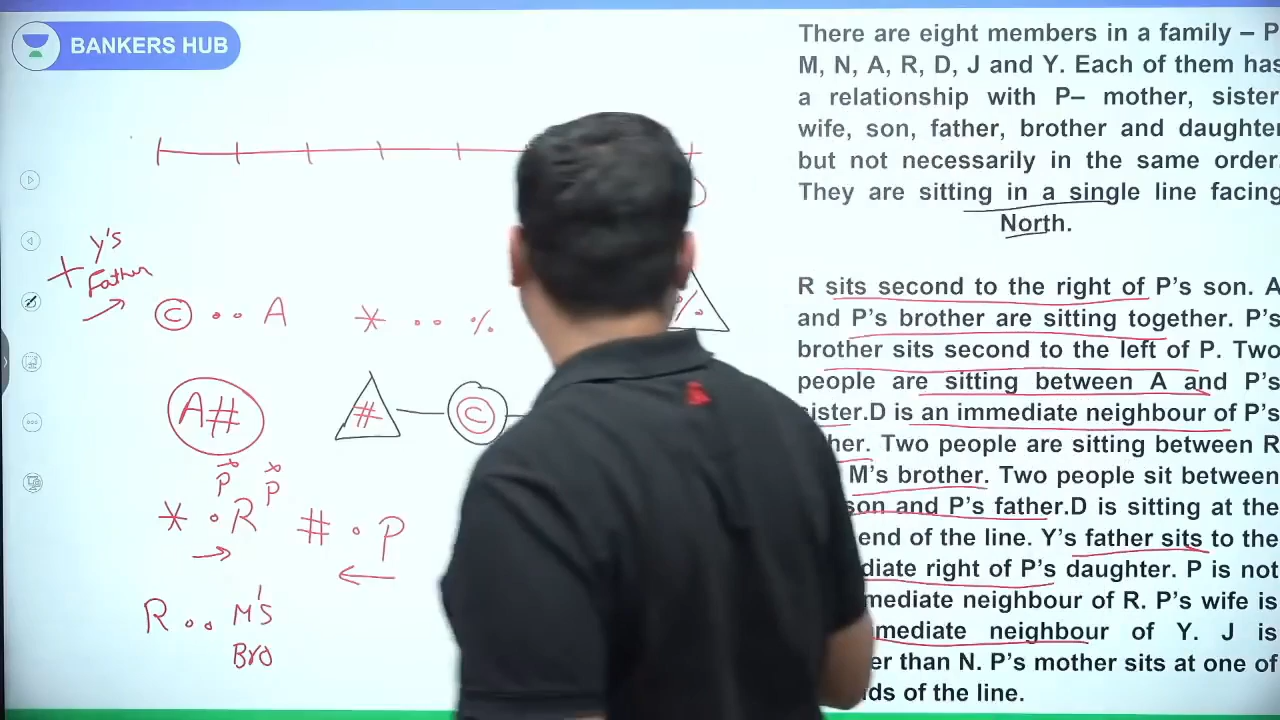 BANKERS HUB
There are eight members in a family – P
M, N, A, R, D, J and Y. Each of them has
a relationship with P– mother, sister
wife, son, father, brother and daughter
but not necessarily in the same order.
They are sitting in a single line facing
North.
R sits second to the right of P's son. A
and P's brother are sitting together. P's
brother sits second to the left of P. Two
people are sitting between A and P's
sister.D is an immediate neighbour of P's
her. Two people are sitting between R
M's brother. Two people sit between
son and P's father.D is sitting at the
end of the line. Y's father sits to the
diate right of P's daughter. P is not
mediate neighbour of R. P's wife is
mediate neighbour of Y. J is
er than N. P's mother sits at one of
ds of the line.
Y's
Father
C .. A
* .. %
%
A#
#
C
P P
* . R
# . P
R .. M's
Bro